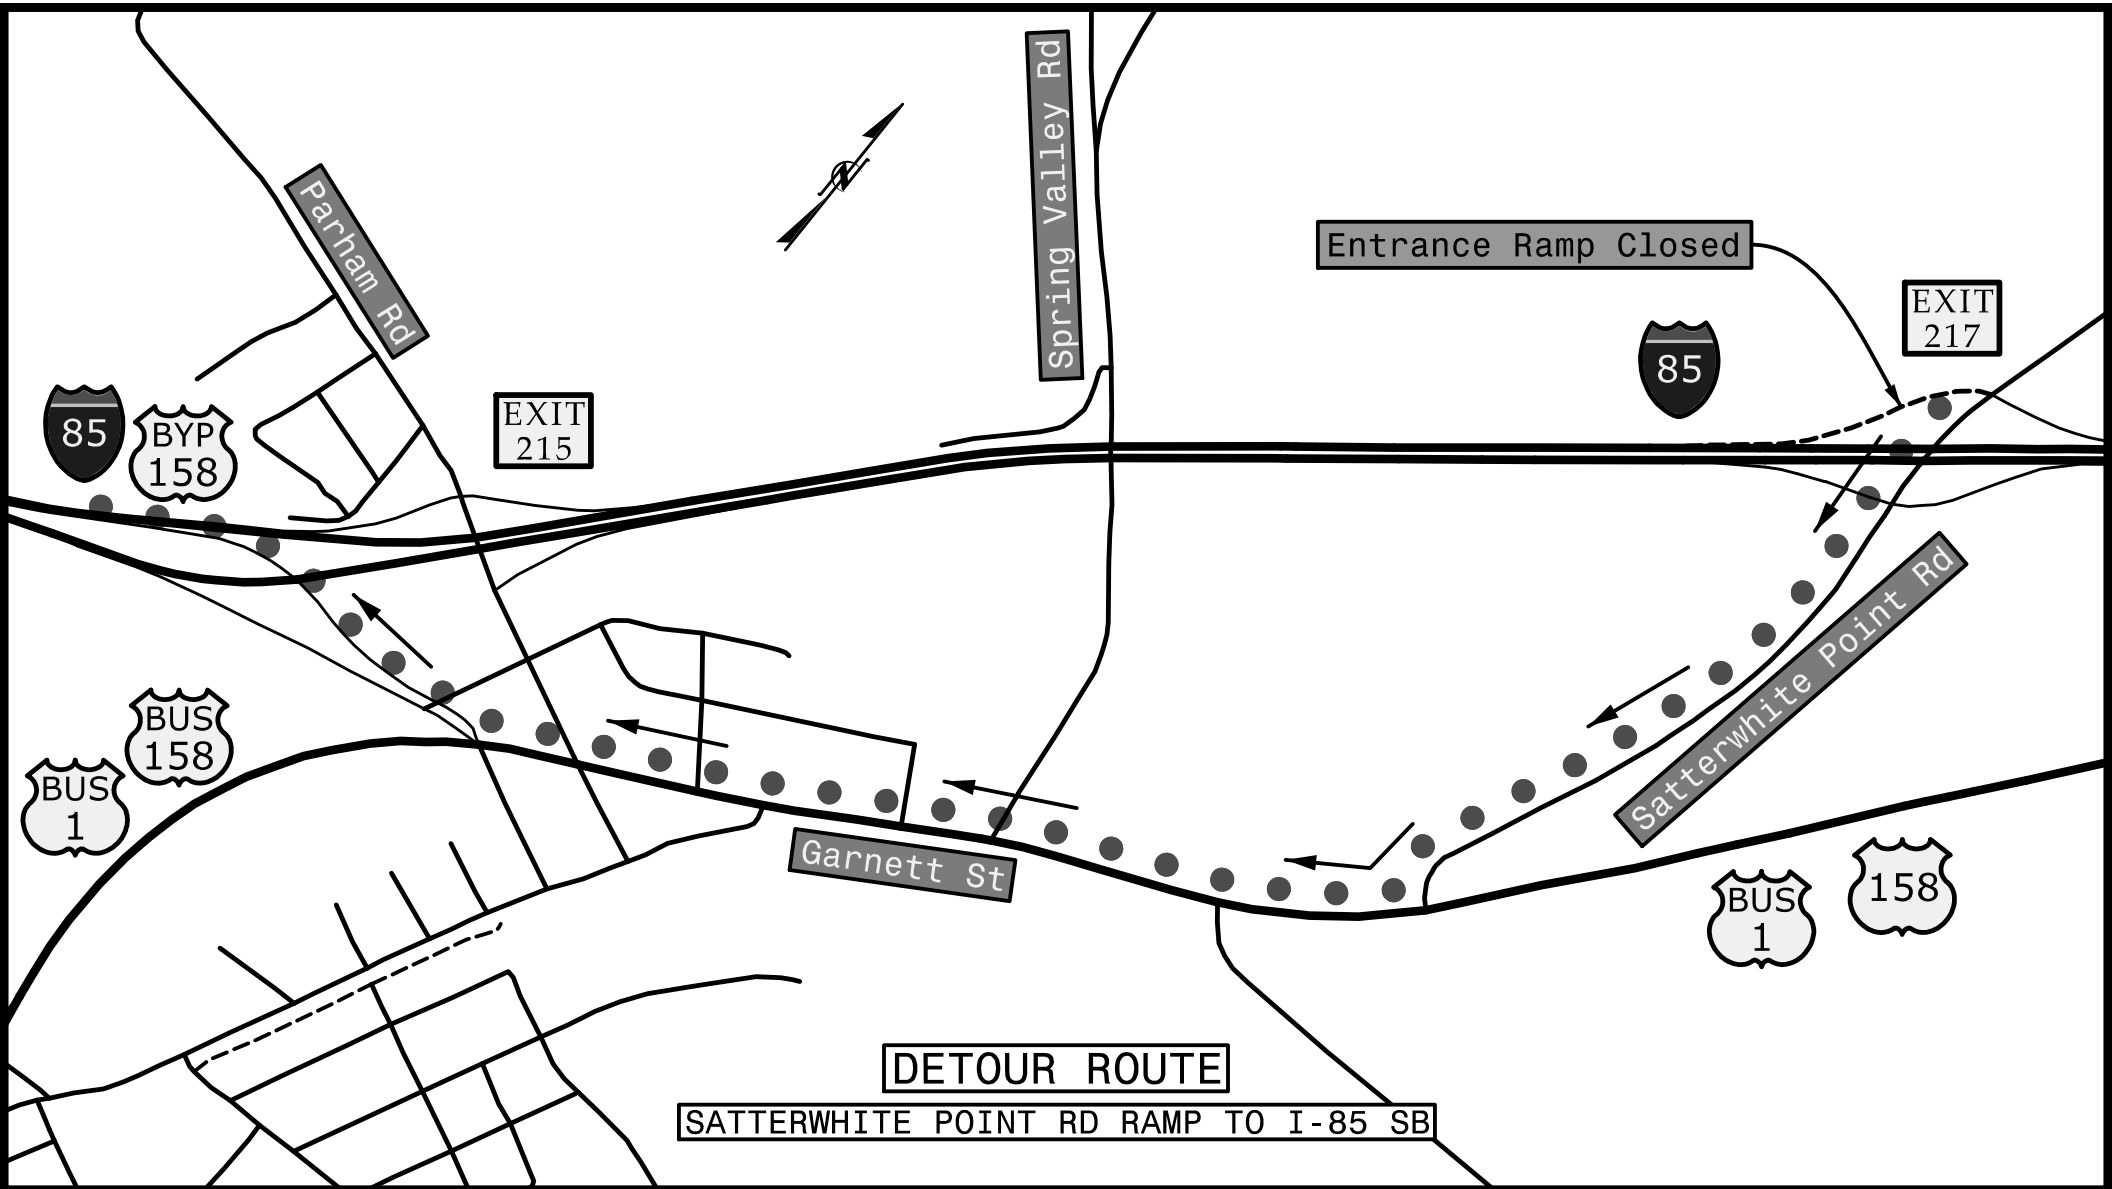 Spring Valley Rd
Parham Rd
N
Entrance Ramp Closed
EXIT
217
85
85
BYP
158
EXIT
215
Satterwhite Point Rd
BUS
158
BUS
1
Garnett St
158
BUS
1
DETOUR ROUTE
SATTERWHITE POINT RD RAMP TO I-85 SB